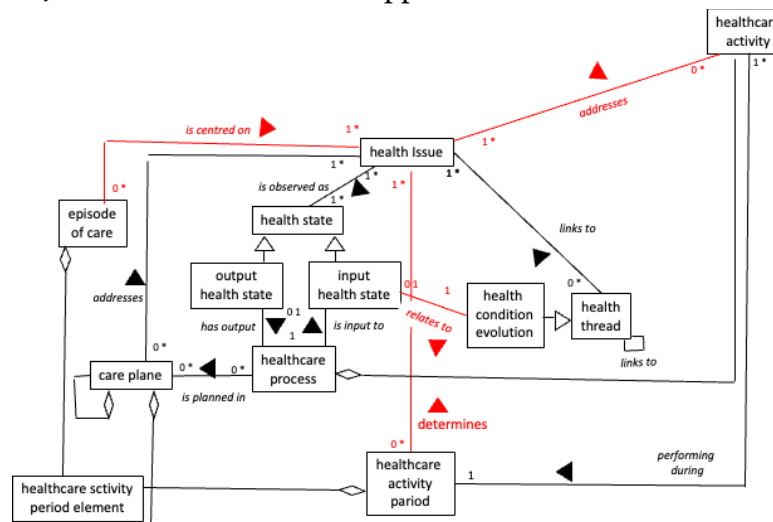 healthcare
activity
1 *
0 *
is centred on
addresses
1 *
1 *
health Issue
1 *
1 *
1 *
1 *
1 *
is observed as
1 *
0 *
episode
of care
health state
links to
output
health state
input
health state
addresses
0 1
1
0 *
health
condition
evolution
health
thread
0 1
has output
is input to
relates to
1
links to
0 *
care plane
0 *
0 *
healthcare
process
is planned in
determines
0 *
healthcare sctivity
period element
healthcare
activity
pariod
1
performing
during